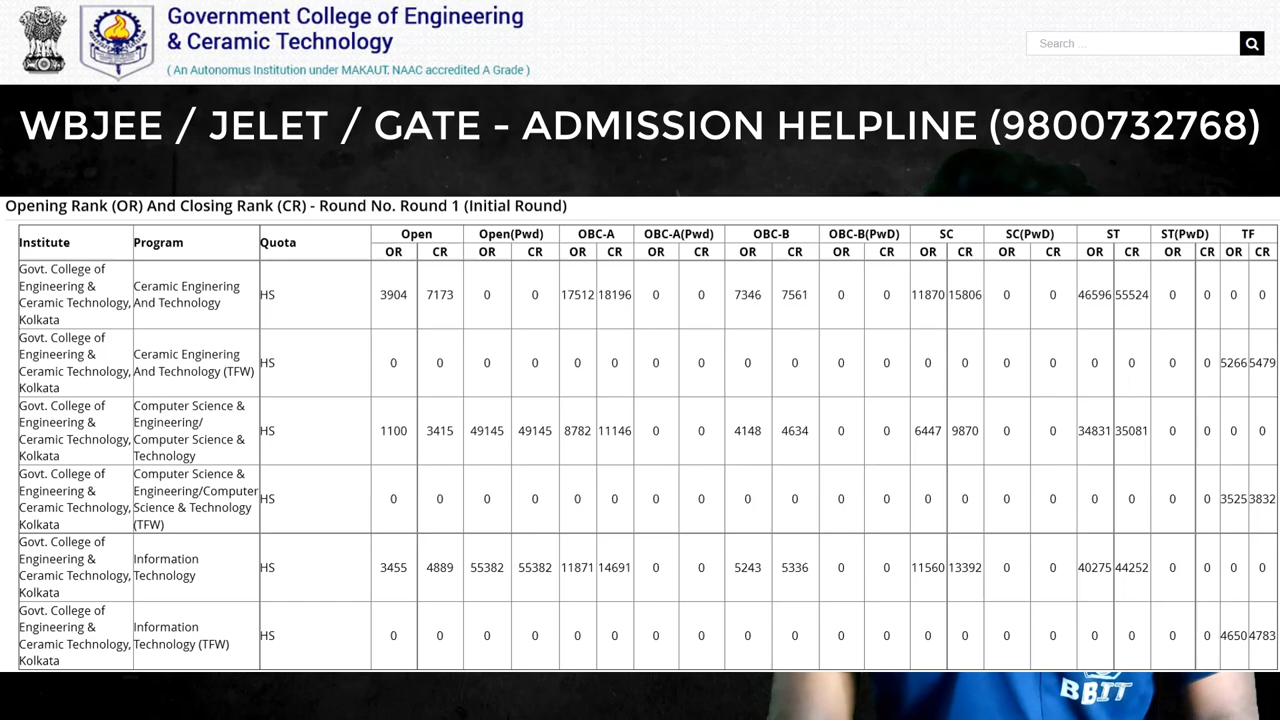 Government College of Engineering
& Ceramic Technology
( An Autonomus Institution under MAKAUT. NAAC accredited A Grade )
Search ...
WBJEE / JELET / GATE - ADMISSION HELPLINE (9800732768)
Opening Rank (OR) And Closing Rank (CR) - Round No. Round 1 (Initial Round)
Institute Program Quota Open Open(Pwd) OBC-A OBC-A(Pwd) OBC-B OBC-B(PwD) SC SC(PwD) ST ST(PwD) TF
OR CR OR CR OR CR OR CR OR CR OR CR OR CR OR CR OR CR OR CR OR CR
Govt. College of
Engineering &
Ceramic Technology,
Kolkata
Ceramic Enginering
And Technology
HS 3904 7173 0 0 17512 18196 0 0 7346 7561 0 0 11870 15806 0 0 46596 55524 0 0 0 0
Govt. College of
Engineering &
Ceramic Technology,
Kolkata
Ceramic Enginering
And Technology (TFW)
HS 0 0 0 0 0 0 0 0 0 0 0 0 0 0 0 0 0 0 0 0 5266 5479
Govt. College of
Engineering &
Ceramic Technology,
Kolkata
Computer Science &
Engineering/
Computer Science &
Technology
HS 1100 3415 49145 49145 8782 11146 0 0 4148 4634 0 0 6447 9870 0 0 34831 35081 0 0 0 0
Govt. College of
Engineering &
Ceramic Technology,
Kolkata
Computer Science &
Engineering/Computer
Science & Technology
(TFW)
HS 0 0 0 0 0 0 0 0 0 0 0 0 0 0 0 0 0 0 0 0 3525 3832
Govt. College of
Engineering &
Ceramic Technology,
Kolkata
Information
Technology
HS 3455 4889 55382 55382 11871 14691 0 0 5243 5336 0 0 11560 13392 0 0 40275 44252 0 0 0 0
Govt. College of
Engineering &
Ceramic Technology,
Kolkata
Information
Technology (TFW)
HS 0 0 0 0 0 0 0 0 0 0 0 0 0 0 0 0 0 0 0 0 4650 4783
BBIT